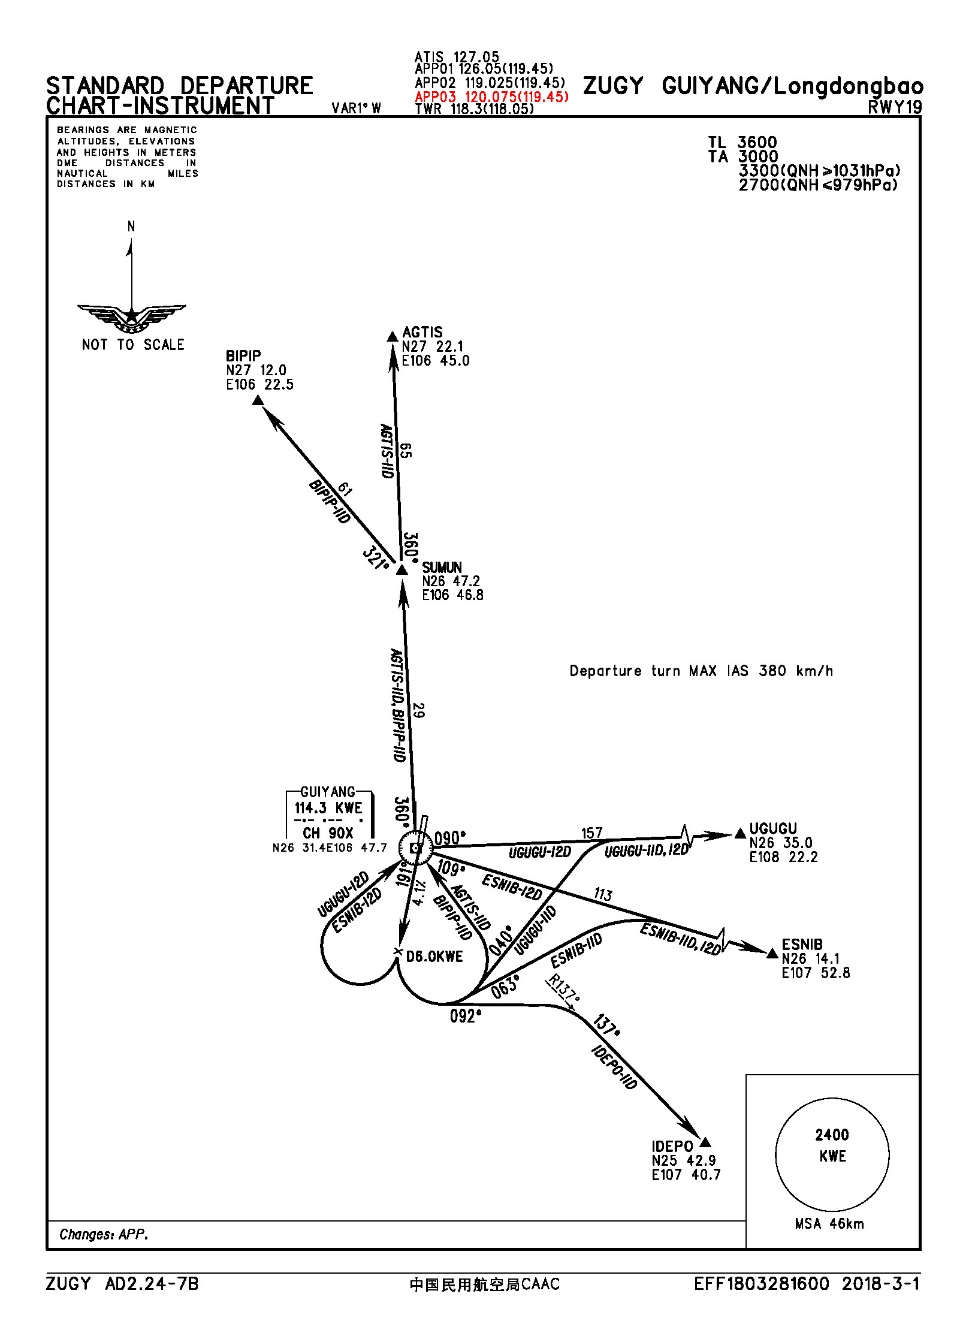 ATIS 127.05
APP01 126.05(119.45)
APP02 119.025(119.45)
APP03 120.075(119.45)
TWR 118.3(118.05)
STANDARD DEPARTURE
CHART-INSTRUMENT
VAR1° W
ZUGY GUIYANG/Longdongbao
RWY19
BEARINGS ARE MAGNETIC
ALTITUDES, ELEVATIONS
AND HEIGHTS IN METERS
DME DISTANCES IN
NAUTICAL MILES
DISTANCES IN KM
TL 3600
TA 3000
3300(QNH≥1031hPa)
2700(QNH≤979hPa)
N
NOT TO SCALE
AGTIS
N27 22.1
E106 45.0
BIPIP
N27 12.0
E106 22.5
AGTIS-11D
65
61
BIPIP-11D
360°
321°
SUMUN
N26 47.2
E106 46.8
Departure turn MAX IAS 380 km/h
AGTIS-11D,BIPIP-11D
29
GUIYANG
114.3 KWE
CH 90X
N26 31.4E106 47.7
360°
090°
157
UGUGU-12D
UGUGU-11D,12D
UGUGU
N26 35.0
E108 22.2
109°
191°
4.1%
ESNIB-12D
113
UGUGU-12D
ESNIB-12D
AGTIS-11D
BIPIP-11D
040°
UGUGU-11D
ESNIB-11D
ESNIB-11D,12D
ESNIB
N26 14.1
E107 52.8
D6.0KWE
063°
R137°
092°
137°
IDEPO-11D
IDEPO
N25 42.9
E107 40.7
2400
KWE
MSA 46km
Changes: APP.
ZUGY AD2.24-7B
中国民用航空局CAAC
EFF1803281600 2018-3-1